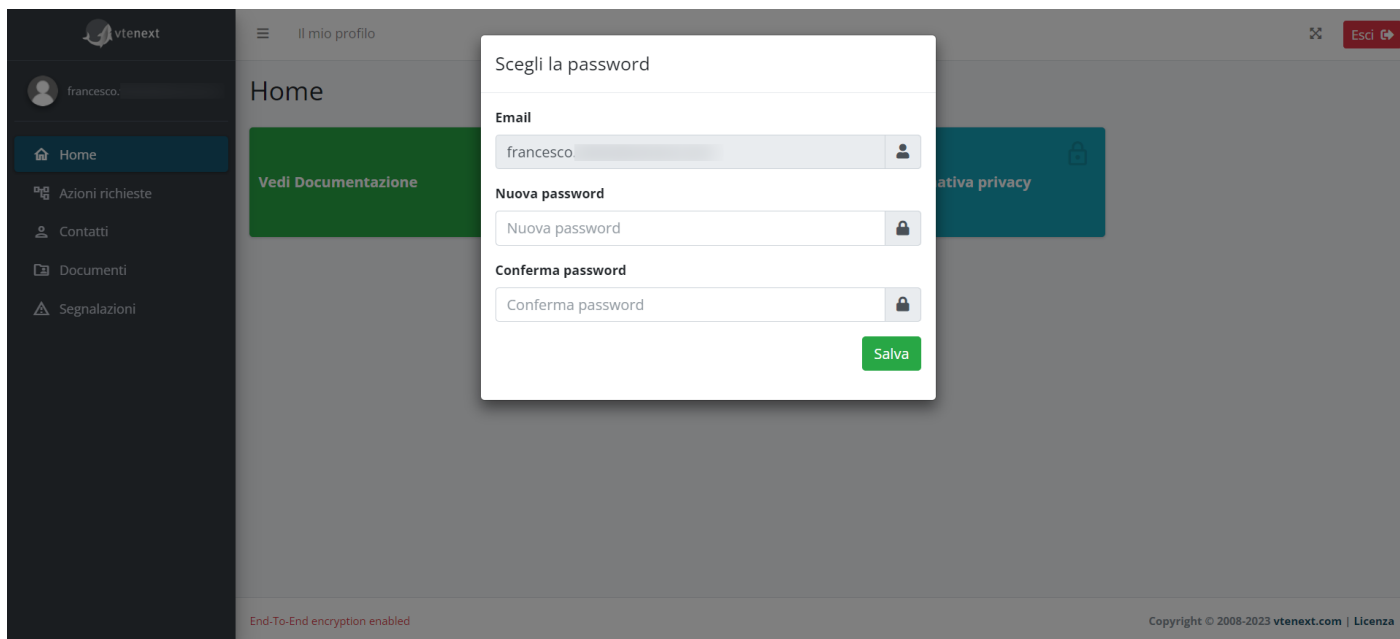 vtenext
Il mio profilo
Esci
francesco.
Home
Home
Azioni richieste
Contatti
Documenti
Segnalazioni
Vedi Documentazione
ativa privacy
Scegli la password
Email
francesco.
Nuova password
Nuova password
Conferma password
Conferma password
Salva
End-To-End encryption enabled
Copyright © 2008-2023 vtenext.com | Licenza